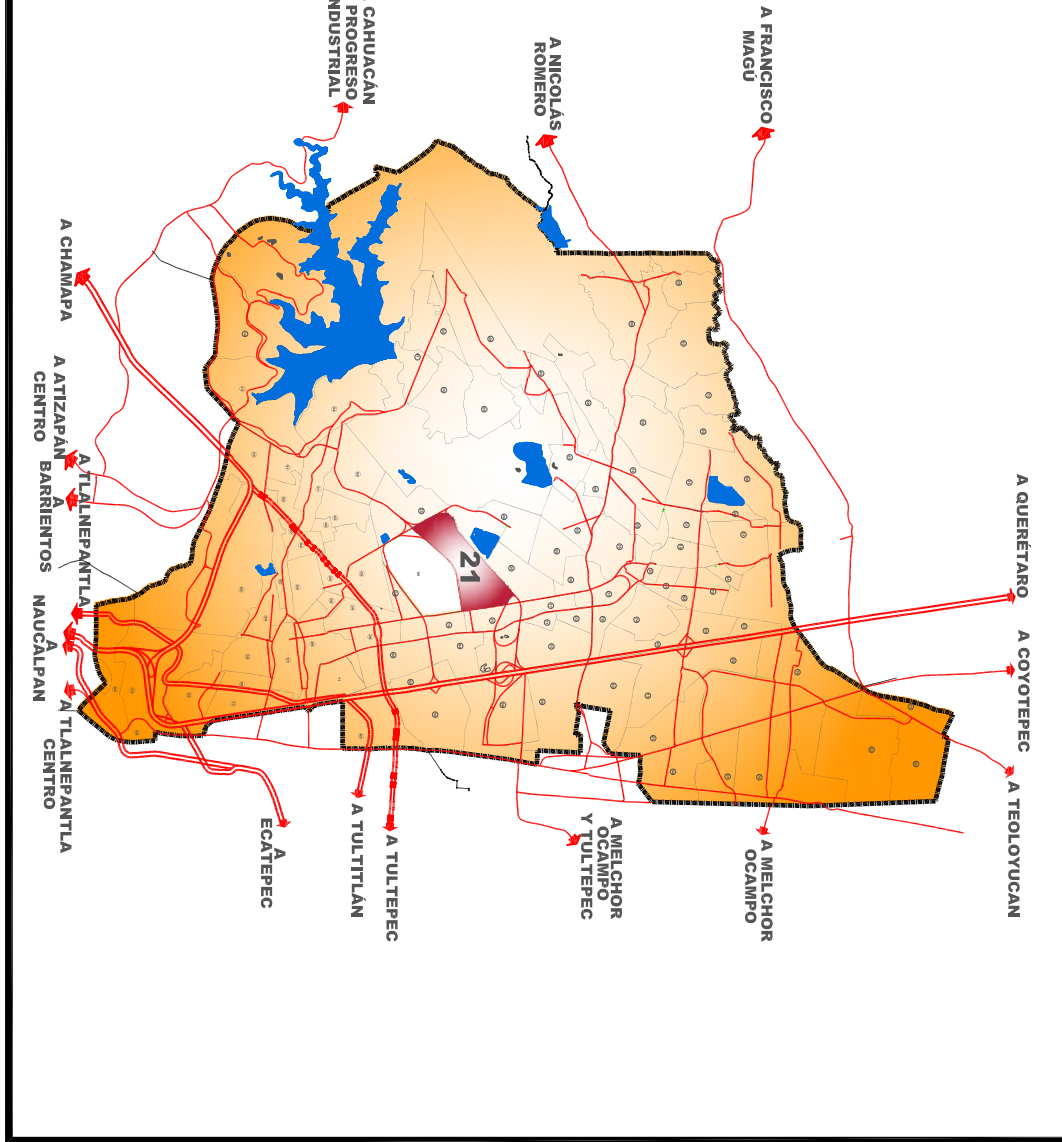 A CAHUACÁN
PROGRESO
INDUSTRIAL
A NICOLÁS
ROMERO
A FRANCISCO
MAGÚ
A CHAMAPA
A ATIZAPÁN
CENTRO
A
BARRIENTOS
A TLALNEPANTLA
A
NAUCALPAN
A TLALNEPANTLA
CENTRO
A
ECATEPEC
A TULTITLÁN
A TULTEPEC
A MELCHOR
OCAMPO
Y TULTEPEC
A MELCHOR
OCAMPO
A QUERÉTARO
A COYOTEPEC
A TEOLOYUCAN
21